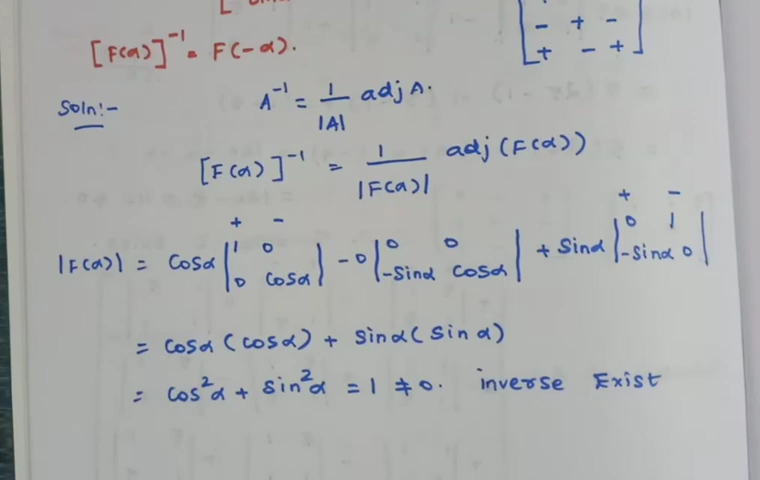 [F(α)]⁻¹ = F(-α).
- + -
+ - +
Soln:- A⁻¹ = 1/|A| adj A.
[F(α)]⁻¹ = 1/|F(α)| adj (F(α))
+ - + -
|F(α)| = cosα |1 0; 0 cosα| - 0 |0 0; -sinα cosα| + sinα |0 1; -sinα 0|
= cosα (cosα) + sinα (sin α)
= cos²α + sin²α = 1 ≠ 0. inverse Exist